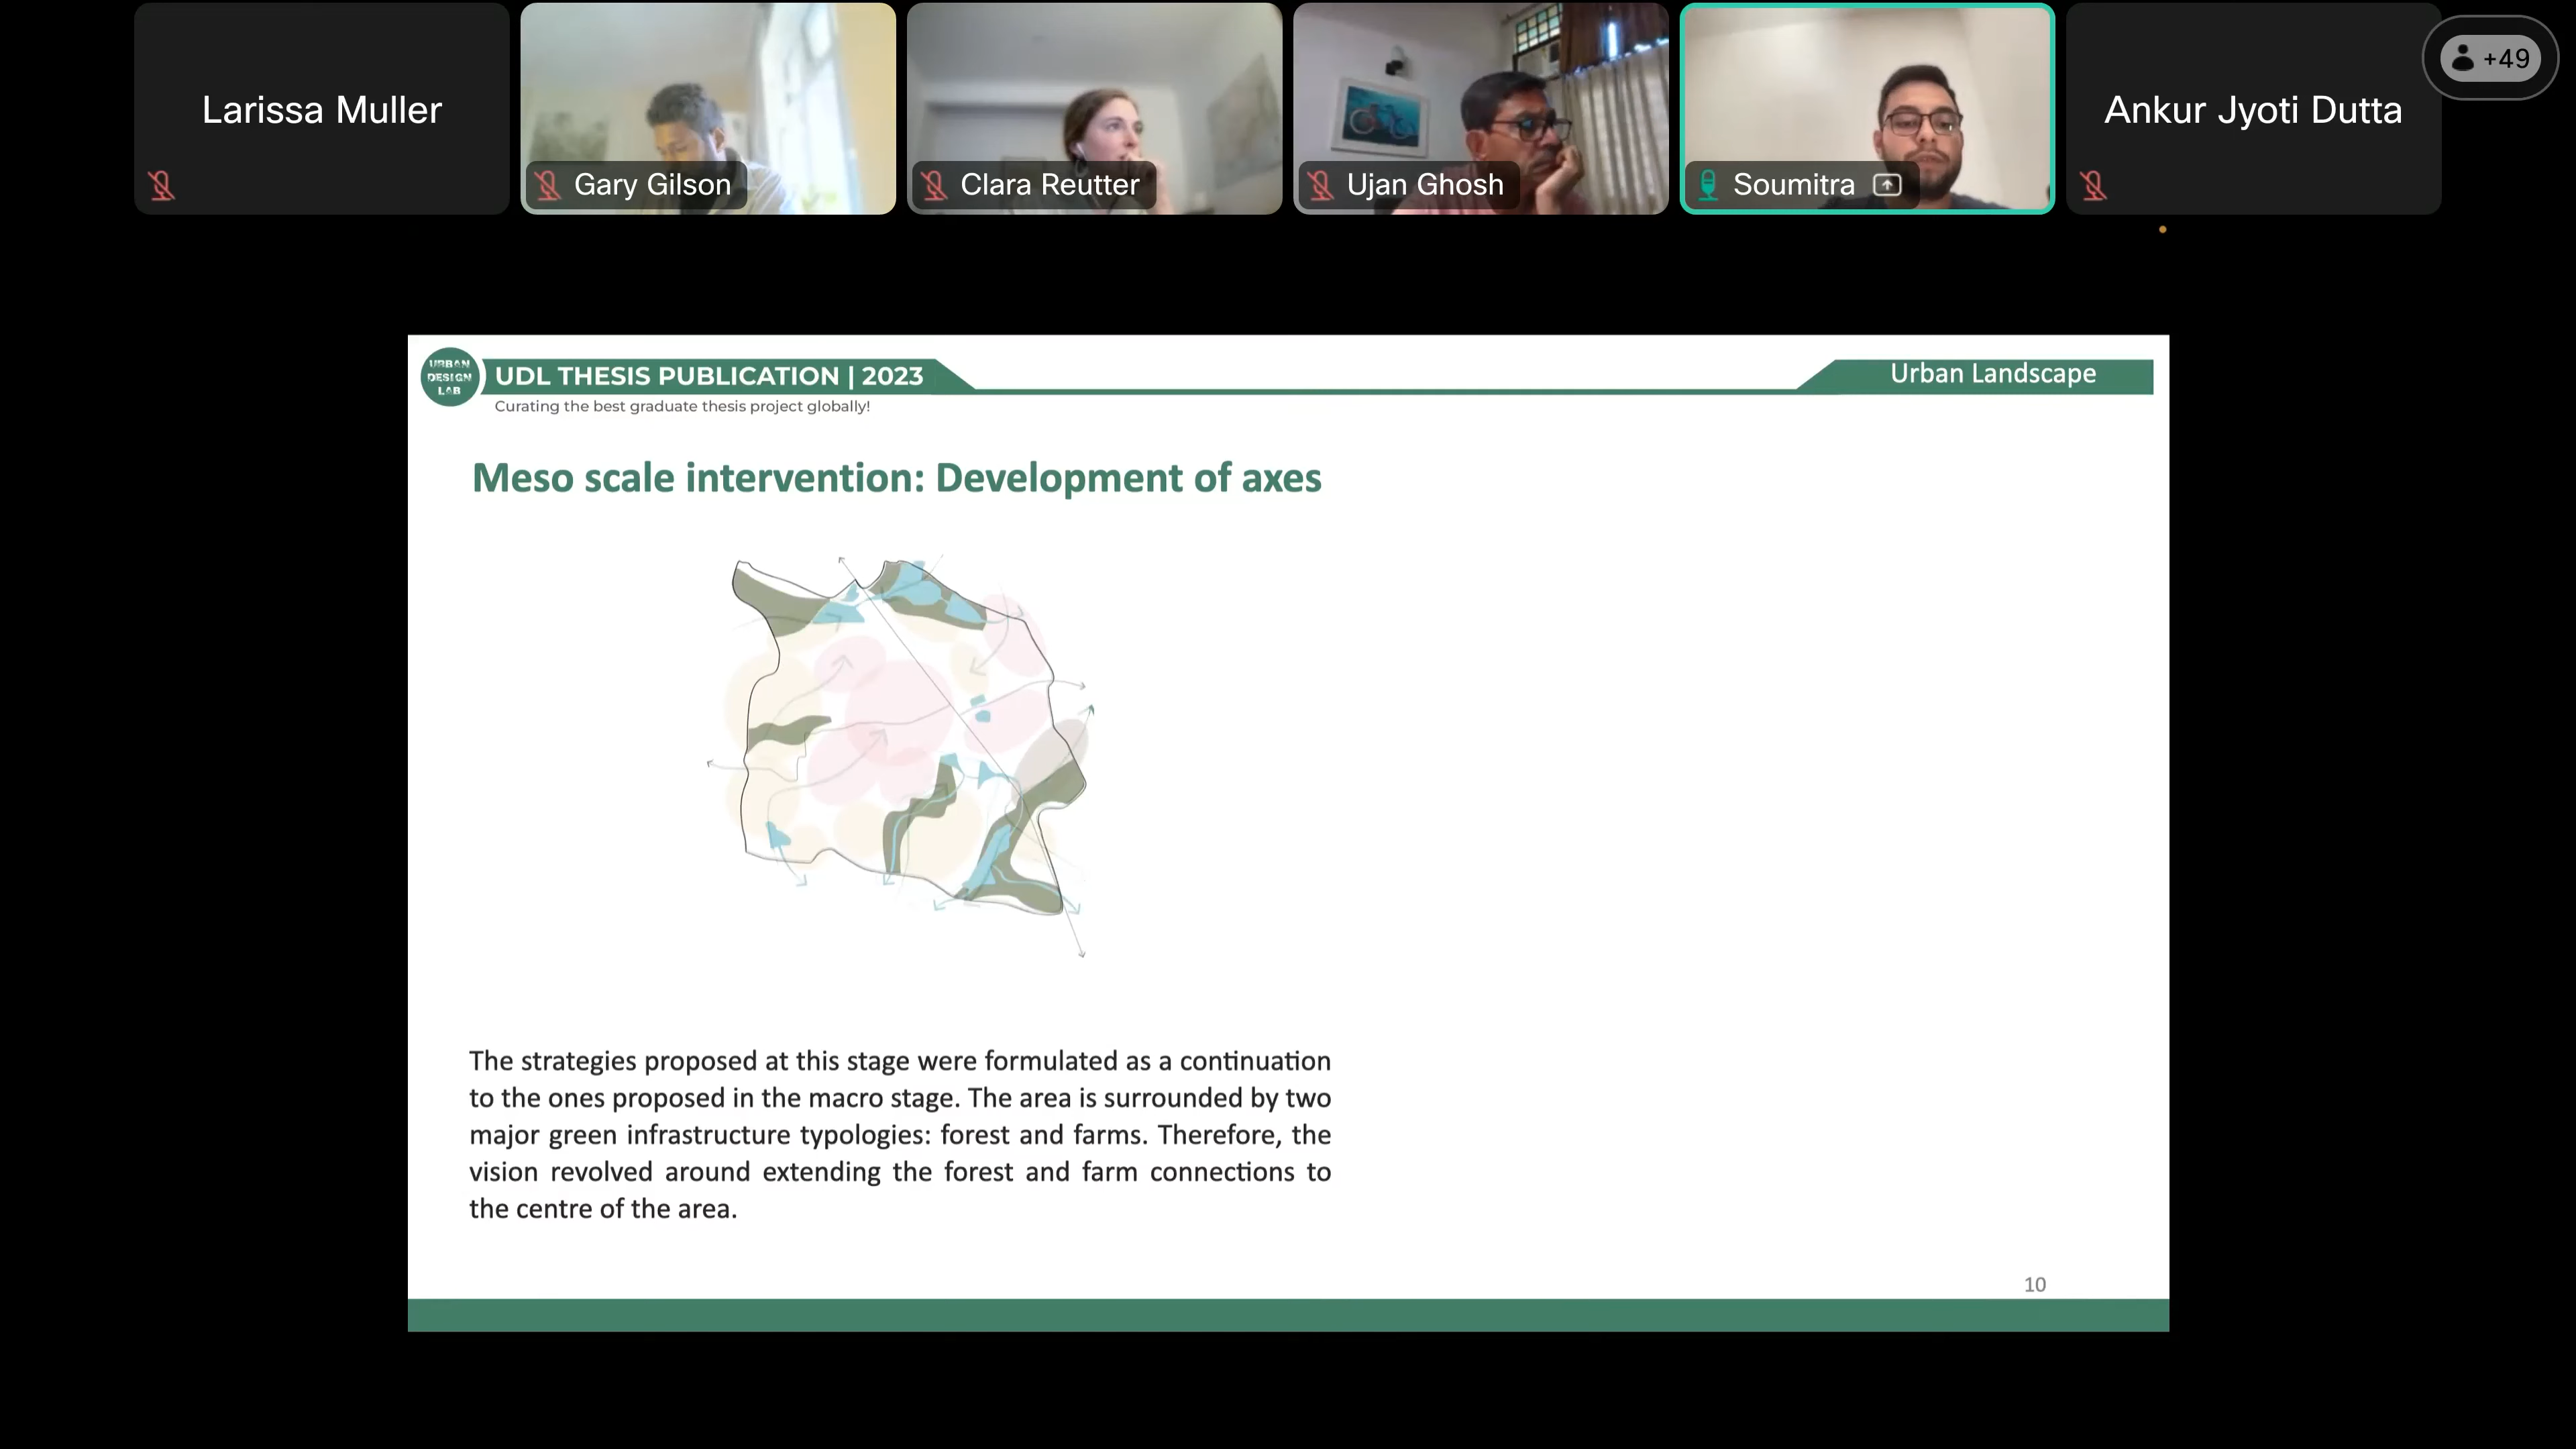 Larissa Muller
Gary Gilson
Clara Reutter
Ujan Ghosh
Soumitra
Ankur Jyoti Dutta
+49
URBAN
DESIGN
LAB
UDL THESIS PUBLICATION | 2023
Curating the best graduate thesis project globally!
Urban Landscape
Meso scale intervention: Development of axes
The strategies proposed at this stage were formulated as a continuation
to the ones proposed in the macro stage. The area is surrounded by two
major green infrastructure typologies: forest and farms. Therefore, the
vision revolved around extending the forest and farm connections to
the centre of the area.
10